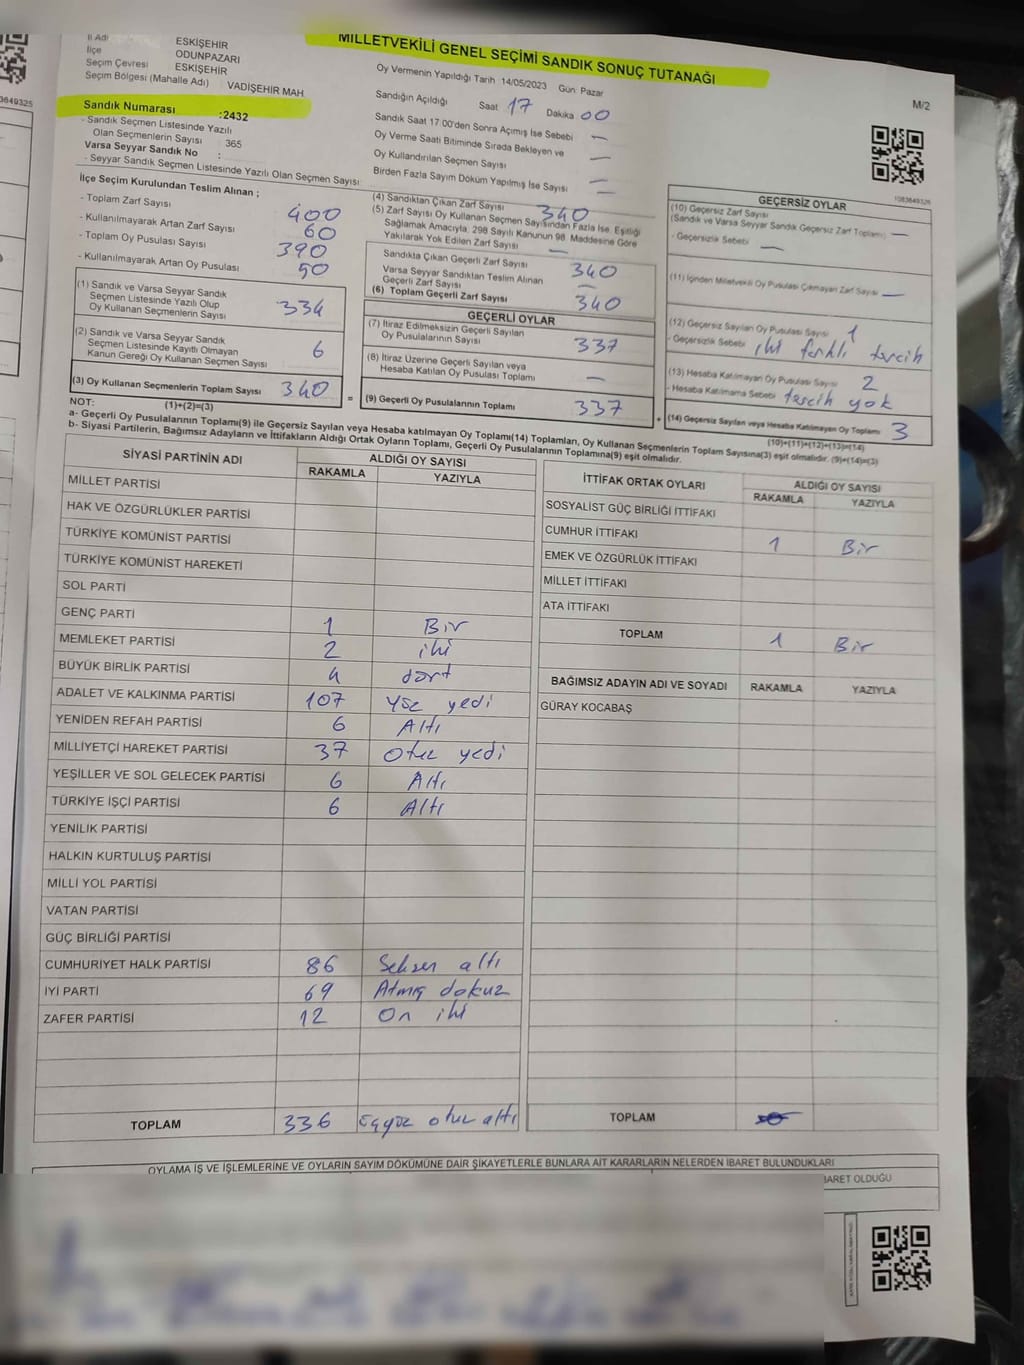 MİLLETVEKİLİ GENEL SEÇİMİ SANDIK SONUÇ TUTANAĞI
M/2
İl Adı ESKİŞEHİR
İlçe ODUNPAZARI
Seçim Çevresi ESKİŞEHİR
Seçim Bölgesi (Mahalle Adı) VADİŞEHİR MAH.
Sandık Numarası :2432
- Sandık Seçmen Listesinde Yazılı
Olan Seçmenlerin Sayısı 365
Varsa Seyyar Sandık No :
- Seyyar Sandık Seçmen Listesinde Yazılı Olan Seçmen Sayısı
Oy Vermenin Yapıldığı Tarih 14/05/2023 Gün: Pazar
Sandığın Açıldığı Saat 17 Dakika 00
Sandık Saat 17:00'den Sonra Açımış İse Sebebi —
Oy Verme Saati Bitiminde Sırada Bekleyen ve
Oy Kullandırılan Seçmen Sayısı —
Birden Fazla Sayım Döküm Yapılmış İse Sayısı —
İlçe Seçim Kurulundan Teslim Alınan ;
- Toplam Zarf Sayısı 400
- Kullanılmayarak Artan Zarf Sayısı 60
- Toplam Oy Pusulası Sayısı 390
- Kullanılmayarak Artan Oy Pusulası 50
(1) Sandık ve Varsa Seyyar Sandık
Seçmen Listesinde Yazılı Olup
Oy Kullanan Seçmenlerin Sayısı 334
(2) Sandık ve Varsa Seyyar Sandık
Seçmen Listesinde Kayıtlı Olmayan
Kanun Gereği Oy Kullanan Seçmen Sayısı 6
(3) Oy Kullanan Seçmenlerin Toplam Sayısı 340
(1)+(2)=(3)
(4) Sandıktan Çıkan Zarf Sayısı 340
(5) Zarf Sayısı Oy Kullanan Seçmen Sayısından Fazla İse, Eşitliği
Sağlamak Amacıyla, 298 Sayılı Kanunun 98. Maddesine Göre
Yakılarak Yok Edilen Zarf Sayısı —
Sandıkta Çıkan Geçerli Zarf Sayısı 340
Varsa Seyyar Sandıktan Teslim Alınan
Geçerli Zarf Sayısı —
(6) Toplam Geçerli Zarf Sayısı 340
GEÇERLİ OYLAR
(7) İtiraz Edilmeksizin Geçerli Sayılan
Oy Pusulalarının Sayısı 337
(8) İtiraz Üzerine Geçerli Sayılan veya
Hesaba Katılan Oy Pusulası Toplamı —
= (9) Geçerli Oy Pusulalarının Toplamı 337
1083649326
GEÇERSİZ OYLAR
(10) Geçersiz Zarf Sayısı
(Sandık ve Varsa Seyyar Sandık Geçersiz Zarf Toplamı) —
- Geçersizlik Sebebi —
(11) İçinden Milletvekili Oy Pusulası Çıkmayan Zarf Sayısı —
(12) Geçersiz Sayılan Oy Pusulası Sayısı 1
- Geçersizlik Sebebi iki farklı tercih
(13) Hesaba Katılmayan Oy Pusulası Sayısı 2
- Hesaba Katılmama Sebebi tercih yok
+ (14) Geçersiz Sayılan veya Hesaba Katılmayan Oy Toplamı 3
(10)+(11)+(12)+(13)=(14)
NOT:
a- Geçerli Oy Pusulalarının Toplamı(9) ile Geçersiz Sayılan veya Hesaba katılmayan Oy Toplamı(14) Toplamları, Oy Kullanan Seçmenlerin Toplam Sayısına(3) eşit olmalıdır. (9)+(14)=(3)
b- Siyasi Partilerin, Bağımsız Adayların ve İttifakların Aldığı Ortak Oyların Toplamı, Geçerli Oy Pusulalarının Toplamına(9) eşit olmalıdır.
SİYASİ PARTİNİN ADI ALDIĞI OY SAYISI
RAKAMLA YAZIYLA
MİLLET PARTİSİ
HAK VE ÖZGÜRLÜKLER PARTİSİ
TÜRKİYE KOMÜNİST PARTİSİ
TÜRKİYE KOMÜNİST HAREKETİ
SOL PARTİ
GENÇ PARTİ 1 Bir
MEMLEKET PARTİSİ 2 iki
BÜYÜK BİRLİK PARTİSİ 4 dört
ADALET VE KALKINMA PARTİSİ 107 Yüz yedi
YENİDEN REFAH PARTİSİ 6 Altı
MİLLİYETÇİ HAREKET PARTİSİ 37 Otuz yedi
YEŞİLLER VE SOL GELECEK PARTİSİ 6 Altı
TÜRKİYE İŞÇİ PARTİSİ 6 Altı
YENİLİK PARTİSİ
HALKIN KURTULUŞ PARTİSİ
MİLLİ YOL PARTİSİ
VATAN PARTİSİ
GÜÇ BİRLİĞİ PARTİSİ
CUMHURİYET HALK PARTİSİ 86 Seksen altı
İYİ PARTİ 69 Atmış dokuz
ZAFER PARTİSİ 12 On iki
TOPLAM 336 Üçyüz otuz altı
İTTİFAK ORTAK OYLARI ALDIĞI OY SAYISI
RAKAMLA YAZIYLA
SOSYALİST GÜÇ BİRLİĞİ İTTİFAKI
CUMHUR İTTİFAKI 1 Bir
EMEK VE ÖZGÜRLÜK İTTİFAKI
MİLLET İTTİFAKI
ATA İTTİFAKI
TOPLAM 1 Bir
BAĞIMSIZ ADAYIN ADI VE SOYADI RAKAMLA YAZIYLA
GÜRAY KOCABAŞ
TOPLAM
OYLAMA İŞ VE İŞLEMLERİNE VE OYLARIN SAYIM DÖKÜMÜNE DAİR ŞİKAYETLERLE BUNLARA AİT KARARLARIN NELERDEN İBARET BULUNDUKLARI
İBARET OLDUĞU